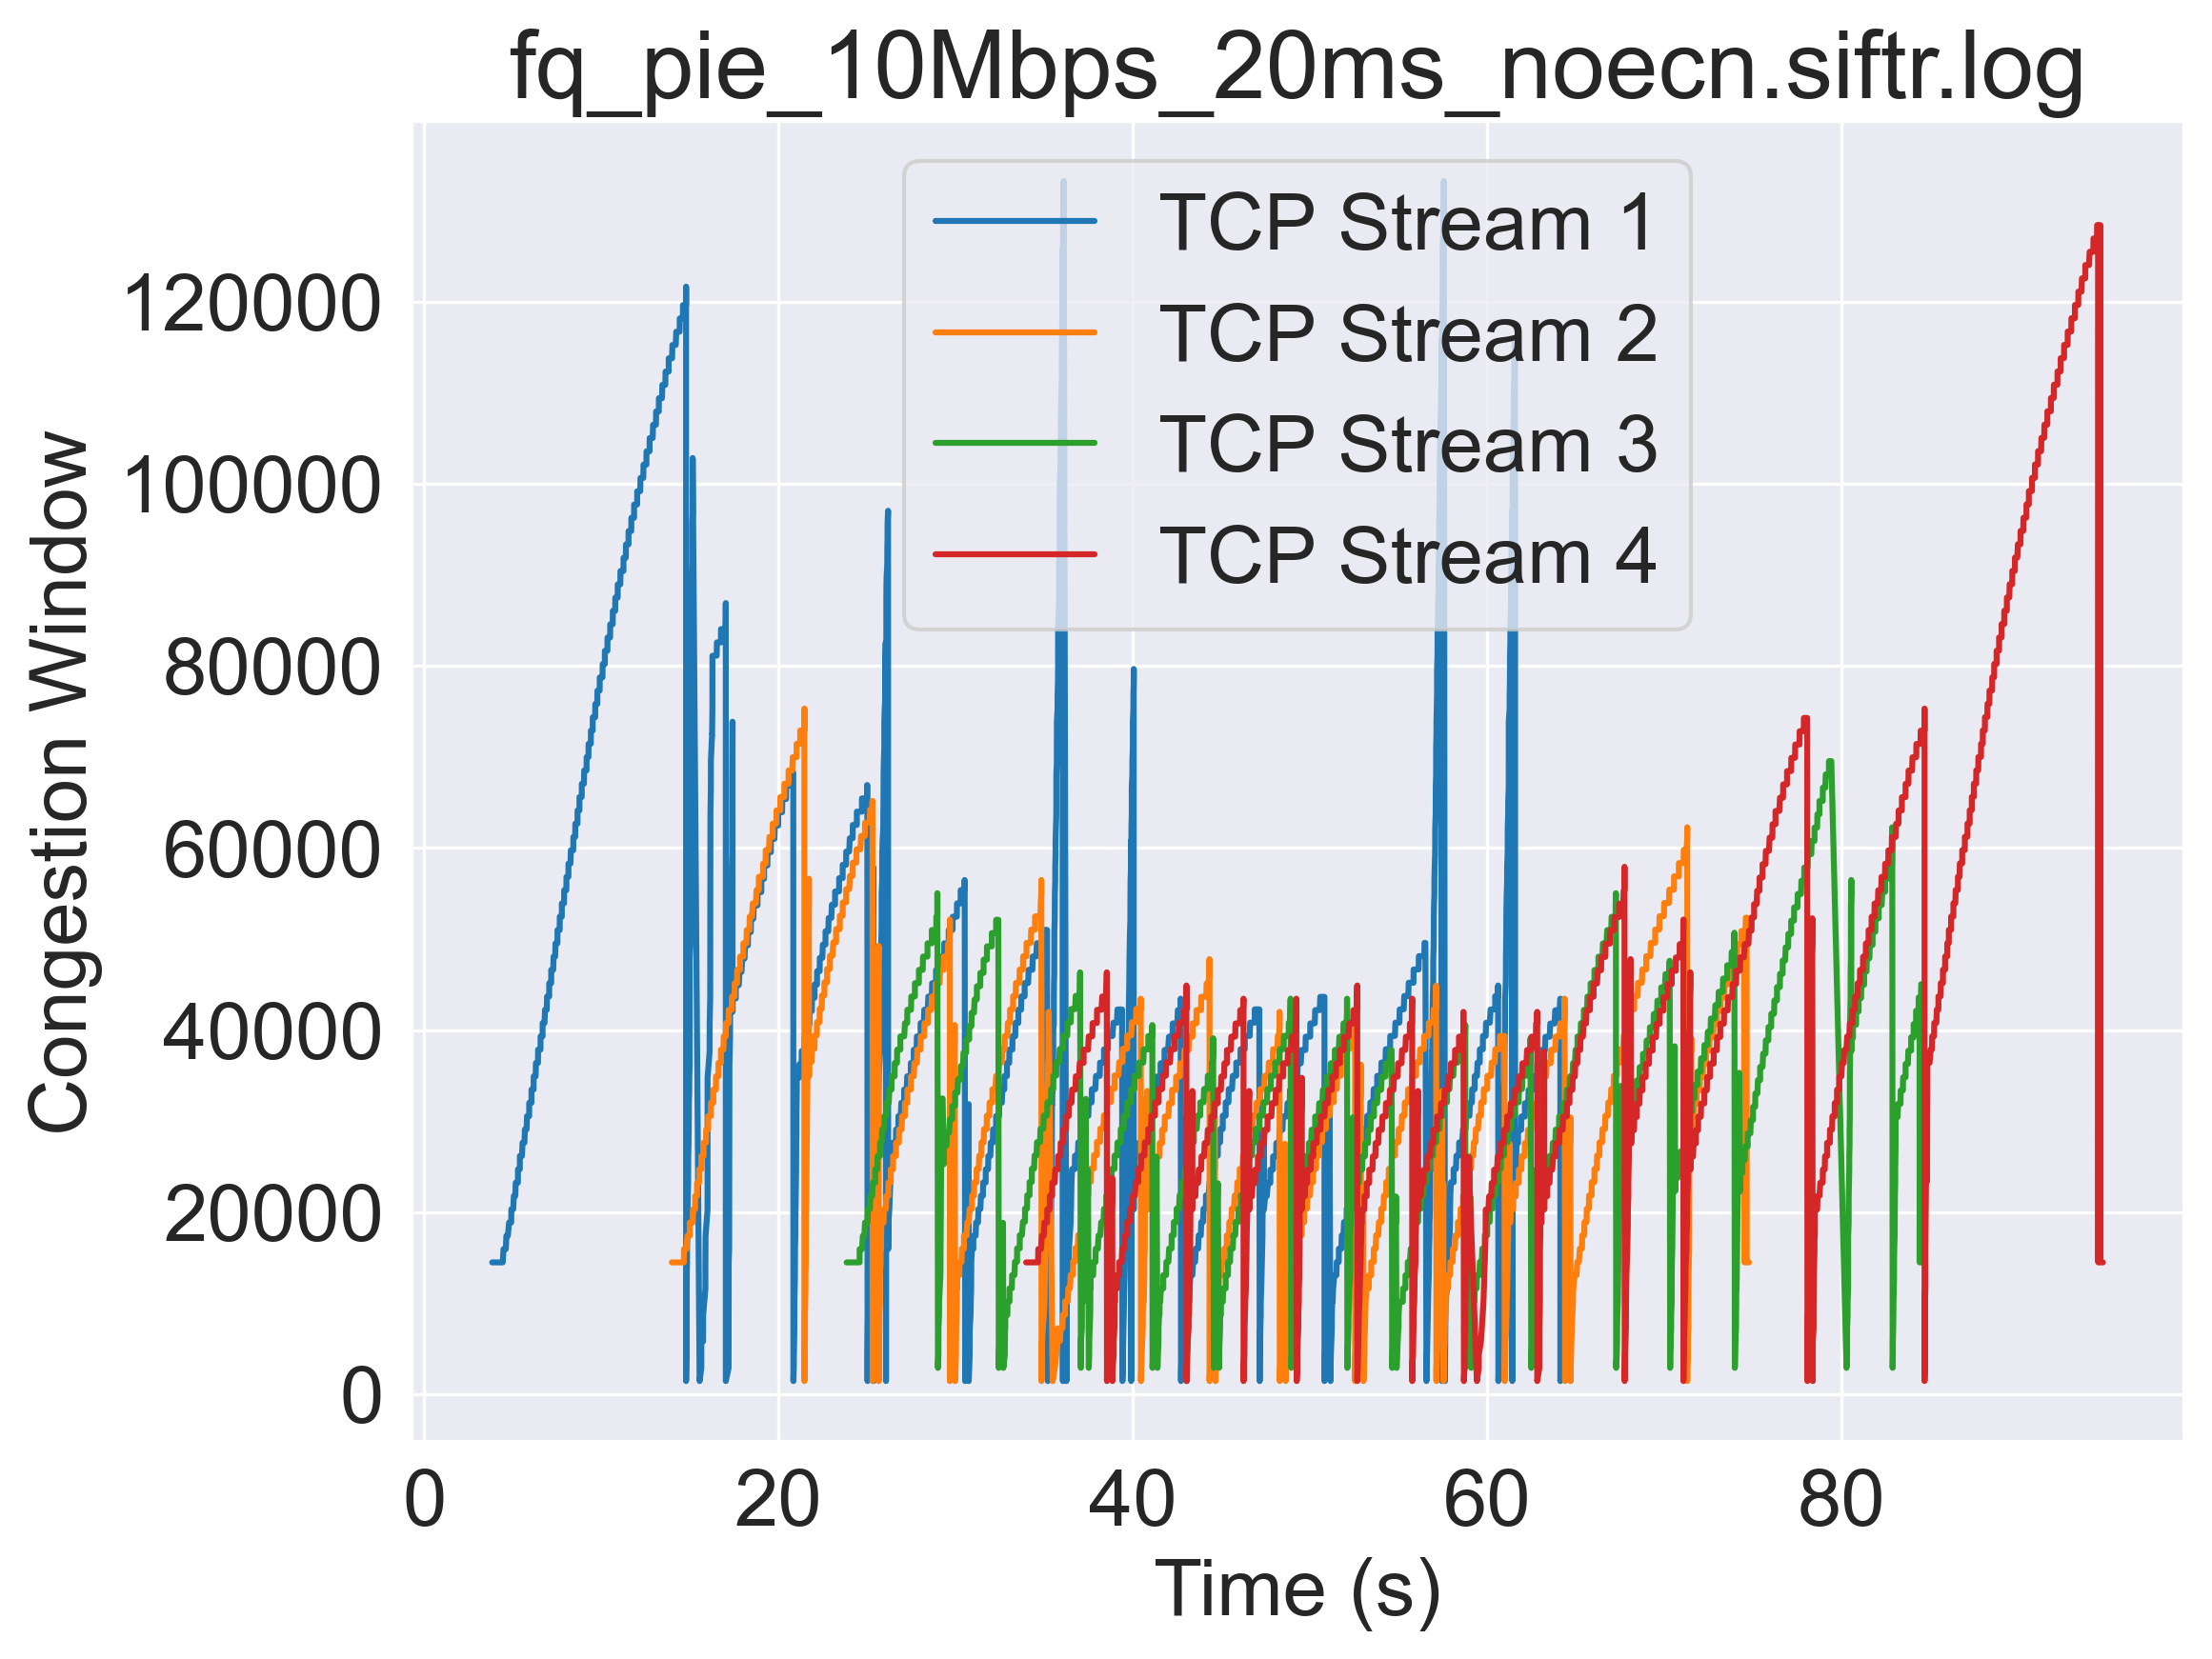 fq_pie_10Mbps_20ms_noecn.siftr.log
TCP Stream 1
TCP Stream 2
TCP Stream 3
TCP Stream 4
Congestion Window
120000
100000
80000
60000
40000
20000
0
0 20 40 60 80
Time (s)